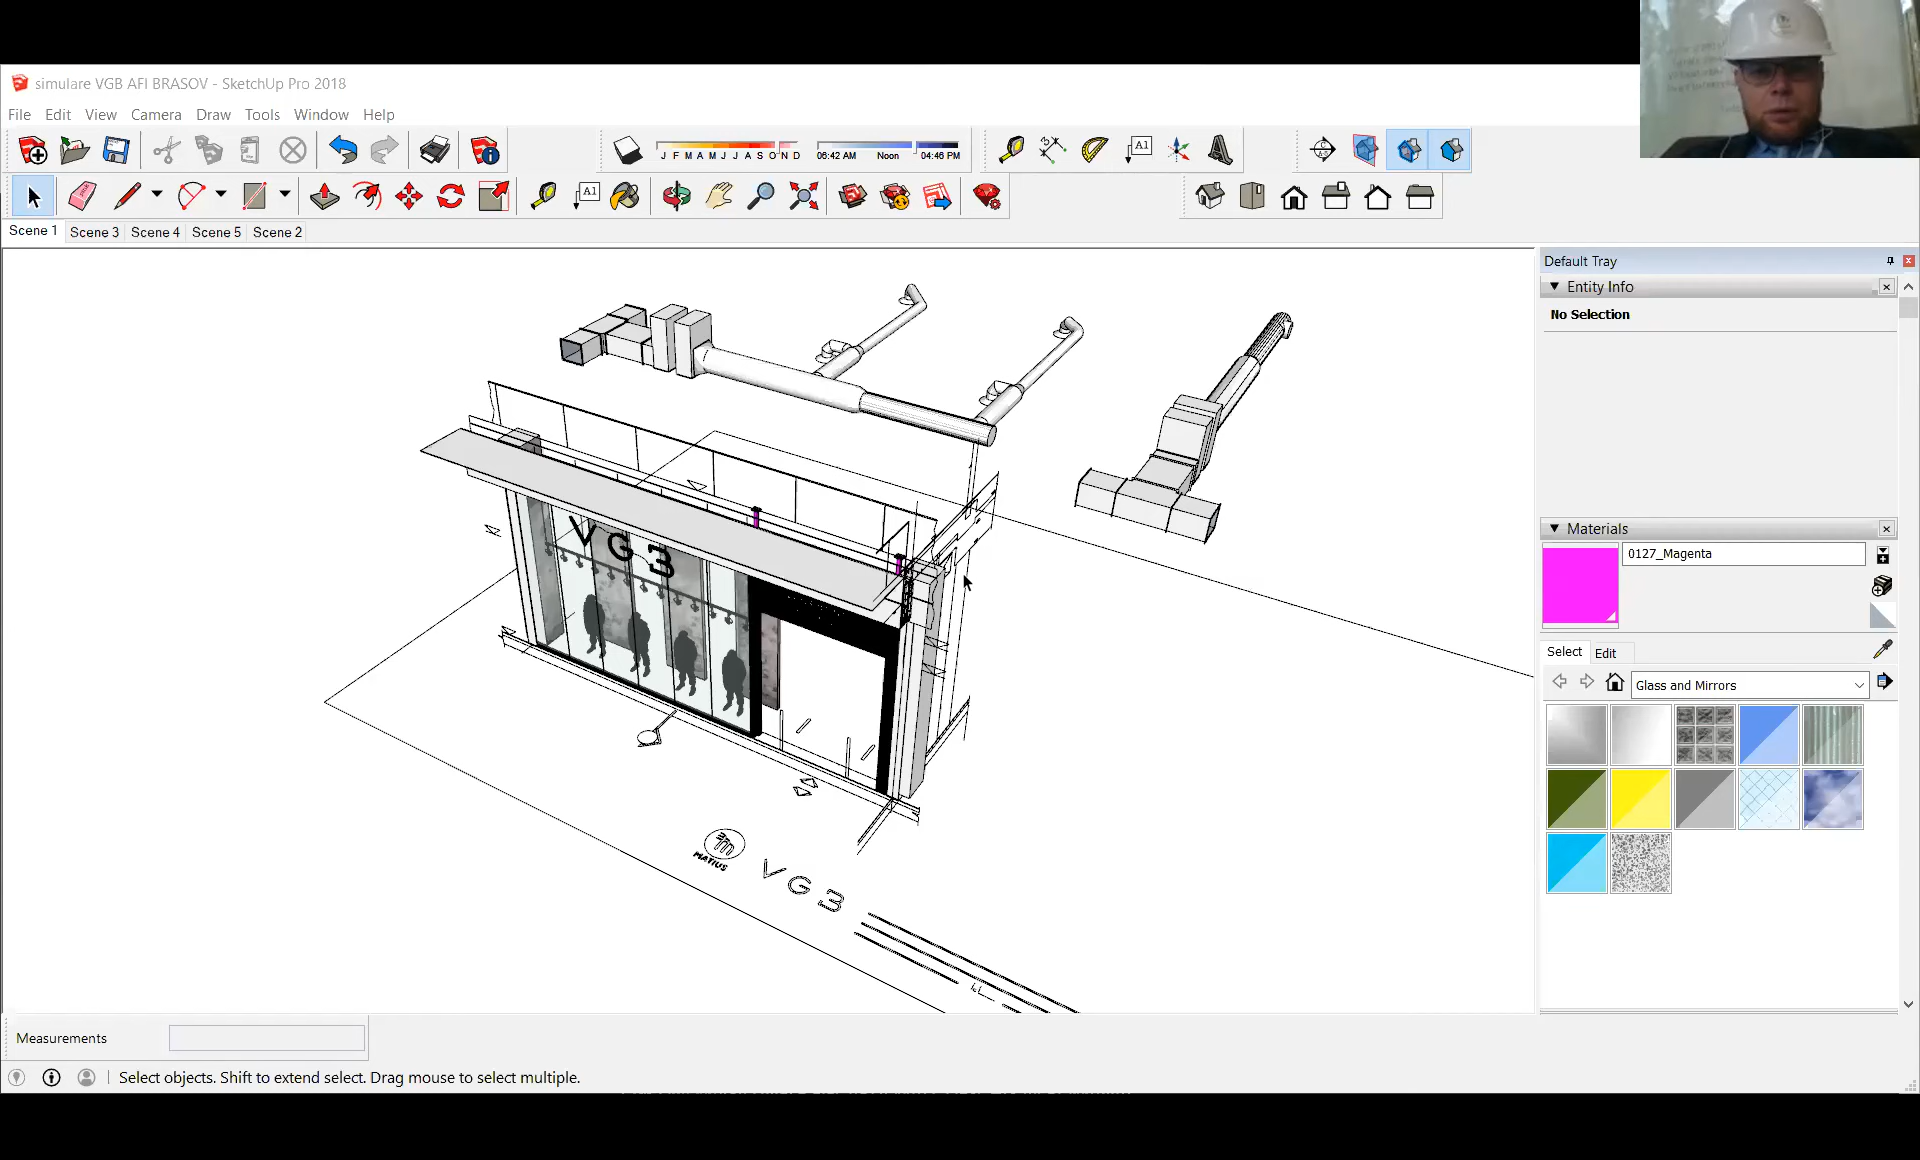 simulare VGB AFI BRASOV - SketchUp Pro 2018
File Edit View Camera Draw Tools Window Help
J F M A M J J A S O N D 06:42 AM Noon 04:46 PM
A1
A1
Scene 1 Scene 3 Scene 4 Scene 5 Scene 2
Default Tray
Entity Info
No Selection
Materials
0127_Magenta
Select Edit
Glass and Mirrors
VG3
MATIUS
VG3
Measurements
Select objects. Shift to extend select. Drag mouse to select multiple.